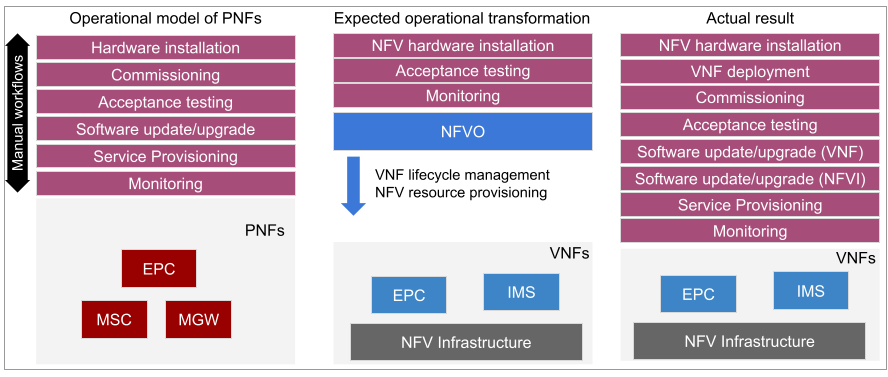 Operational model of PNFs
Manual workflows
Hardware installation
Commissioning
Acceptance testing
Software update/upgrade
Service Provisioning
Monitoring
PNFs
EPC
MSC
MGW
Expected operational transformation
NFV hardware installation
Acceptance testing
Monitoring
NFVO
VNF lifecycle management
NFV resource provisioning
VNFs
EPC
IMS
NFV Infrastructure
Actual result
NFV hardware installation
VNF deployment
Commissioning
Acceptance testing
Software update/upgrade (VNF)
Software update/upgrade (NFVI)
Service Provisioning
Monitoring
VNFs
EPC
IMS
NFV Infrastructure